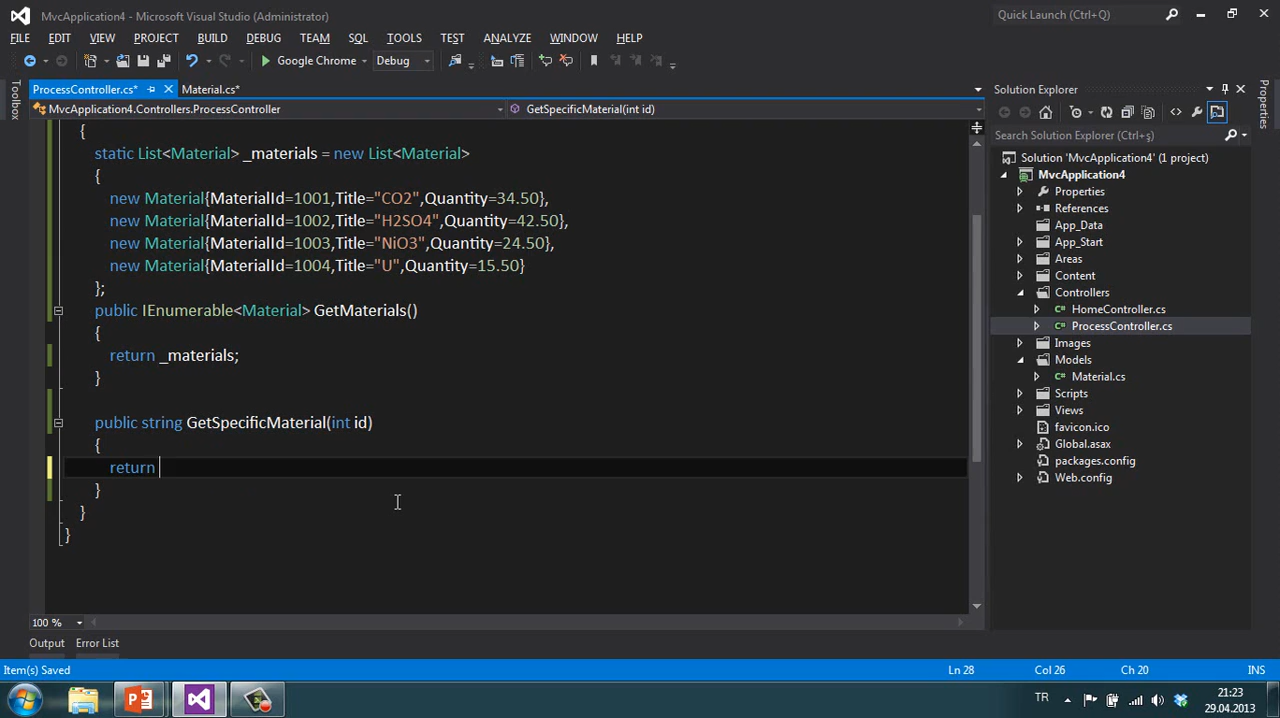 MvcApplication4 - Microsoft Visual Studio (Administrator)
Quick Launch (Ctrl+Q)
FILE EDIT VIEW PROJECT BUILD DEBUG TEAM SQL TOOLS TEST ANALYZE WINDOW HELP
Google Chrome Debug
Toolbox
ProcessController.cs* Material.cs*
MvcApplication4.Controllers.ProcessController GetSpecificMaterial(int id)
{
static List<Material> _materials = new List<Material>
{
new Material{MaterialId=1001,Title="CO2",Quantity=34.50},
new Material{MaterialId=1002,Title="H2SO4",Quantity=42.50},
new Material{MaterialId=1003,Title="NiO3",Quantity=24.50},
new Material{MaterialId=1004,Title="U",Quantity=15.50}
};
public IEnumerable<Material> GetMaterials()
{
return _materials;
}
public string GetSpecificMaterial(int id)
{
return
}
}
}
100 %
Output Error List
Solution Explorer
Search Solution Explorer (Ctrl+ş)
Solution 'MvcApplication4' (1 project)
MvcApplication4
Properties
References
App_Data
App_Start
Areas
Content
Controllers
HomeController.cs
ProcessController.cs
Images
Models
Material.cs
Scripts
Views
favicon.ico
Global.asax
packages.config
Web.config
Properties
Item(s) Saved Ln 28 Col 26 Ch 20 INS
TR
21:23
29.04.2013